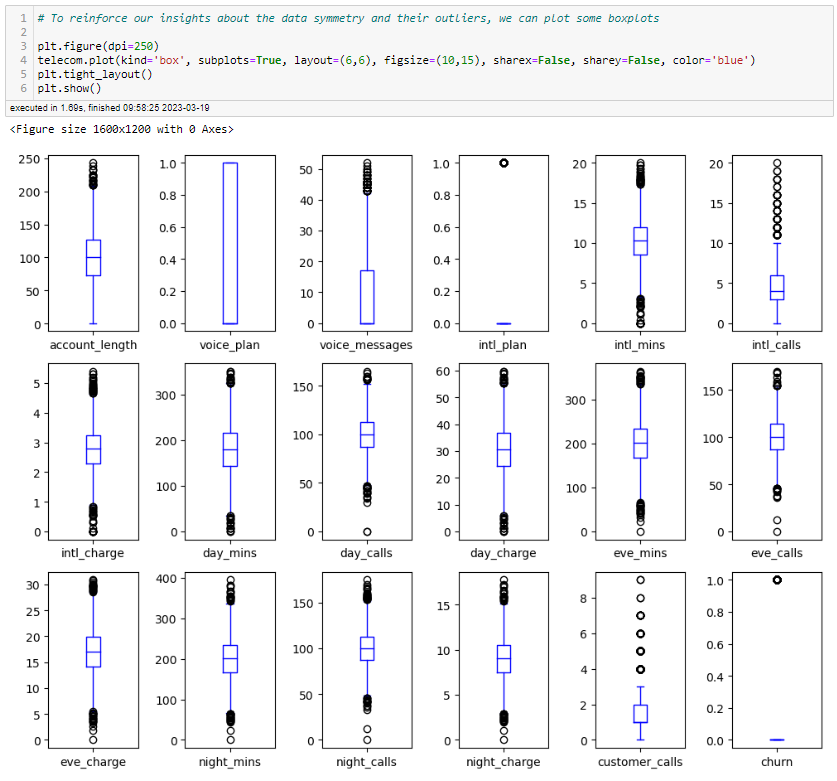 1 # To reinforce our insights about the data symmetry and their outliers, we can plot some boxplots
2
3 plt.figure(dpi=250)
4 telecom.plot(kind='box', subplots=True, layout=(6,6), figsize=(10,15), sharex=False, sharey=False, color='blue')
5 plt.tight_layout()
6 plt.show()
executed in 1.69s, finished 09:58:25 2023-03-19
<Figure size 1600x1200 with 0 Axes>
250 200 150 100 50 0
1.0 0.8 0.6 0.4 0.2 0.0
50 40 30 20 10 0
1.0 0.8 0.6 0.4 0.2 0.0
20 15 10 5 0
20 15 10 5 0
account_length voice_plan voice_messages intl_plan intl_mins intl_calls
5 4 3 2 1 0
300 200 100 0
150 100 50 0
60 50 40 30 20 10 0
300 200 100 0
150 100 50 0
intl_charge day_mins day_calls day_charge eve_mins eve_calls
30 25 20 15 10 5 0
400 300 200 100 0
150 100 50 0
15 10 5 0
8 6 4 2 0
1.0 0.8 0.6 0.4 0.2 0.0
eve_charge night_mins night_calls night_charge customer_calls churn